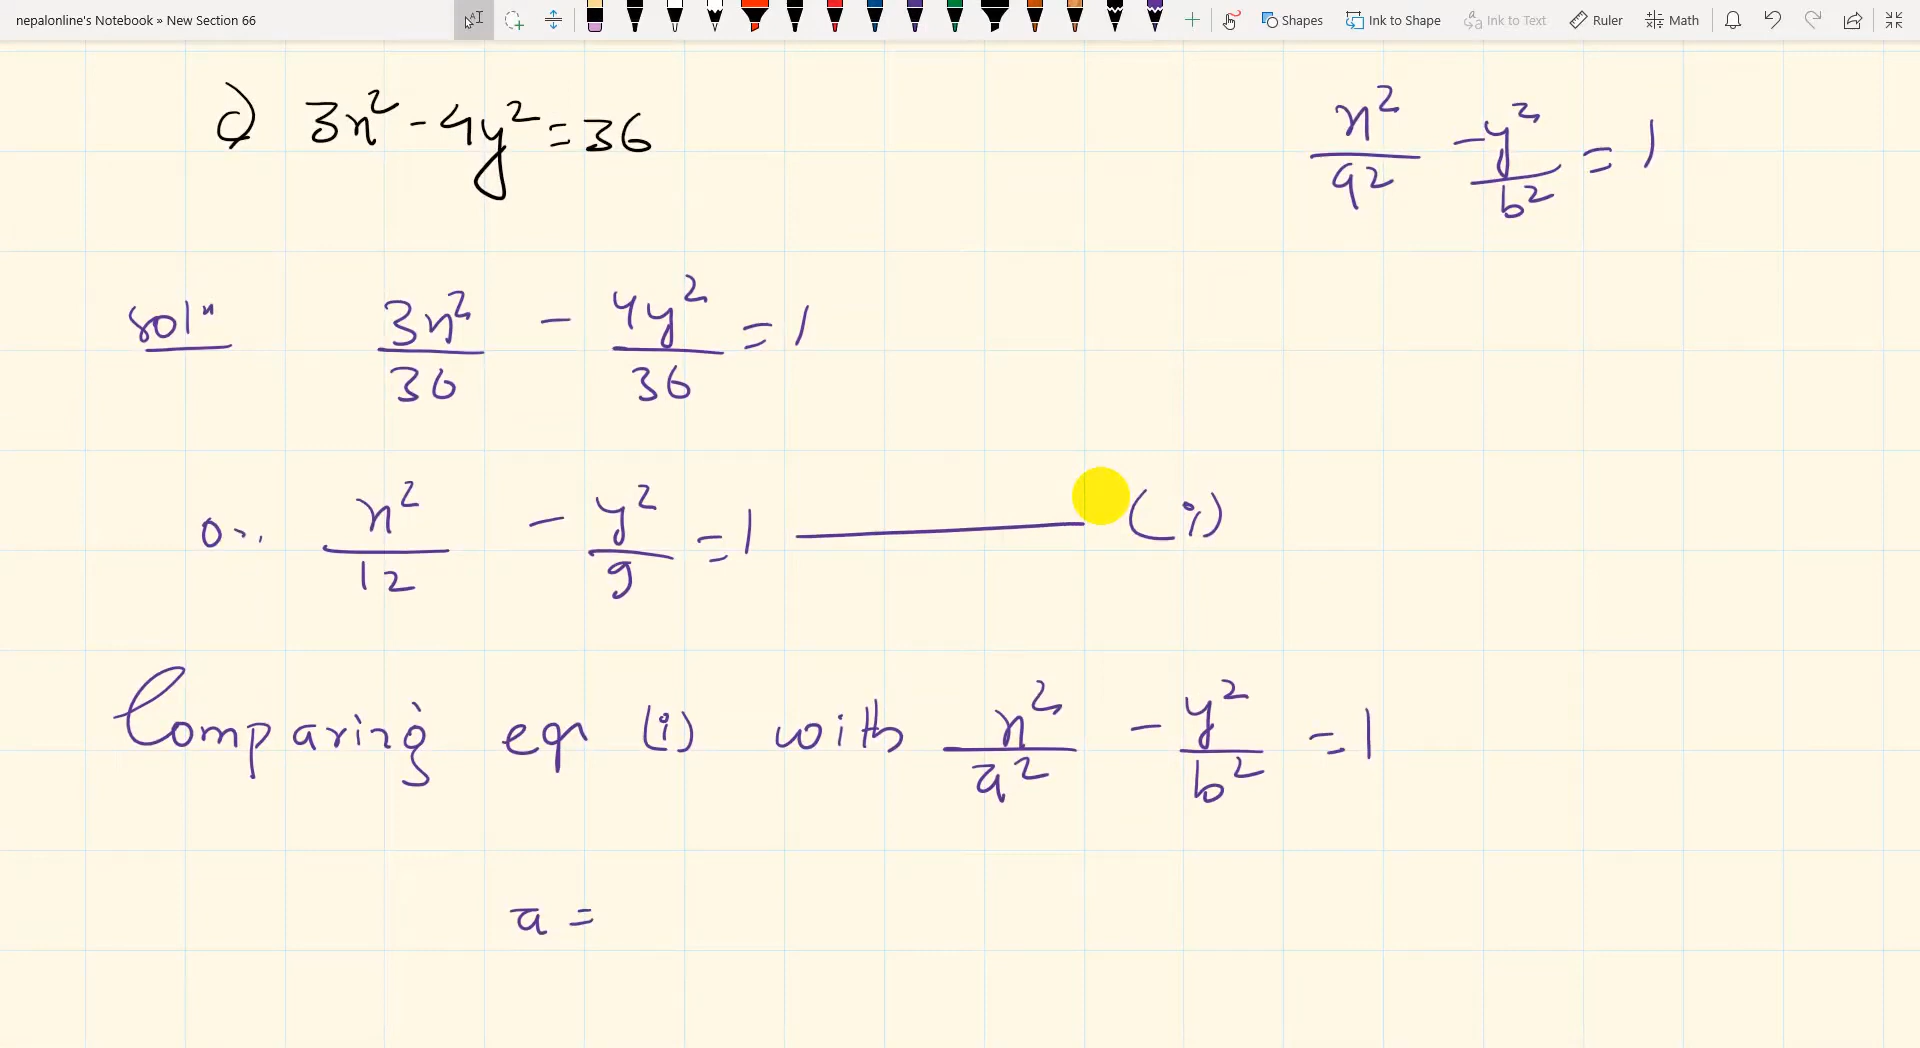 nepalonline's Notebook » New Section 66
Shapes Ink to Shape Ink to Text Ruler Math
c) 3x² - 4y² = 36
x²/a² - y²/b² = 1
solⁿ 3x²/36 - 4y²/36 = 1
or, x²/12 - y²/9 = 1 ——— (i)
Comparing eqn (i) with x²/a² - y²/b² = 1
a =